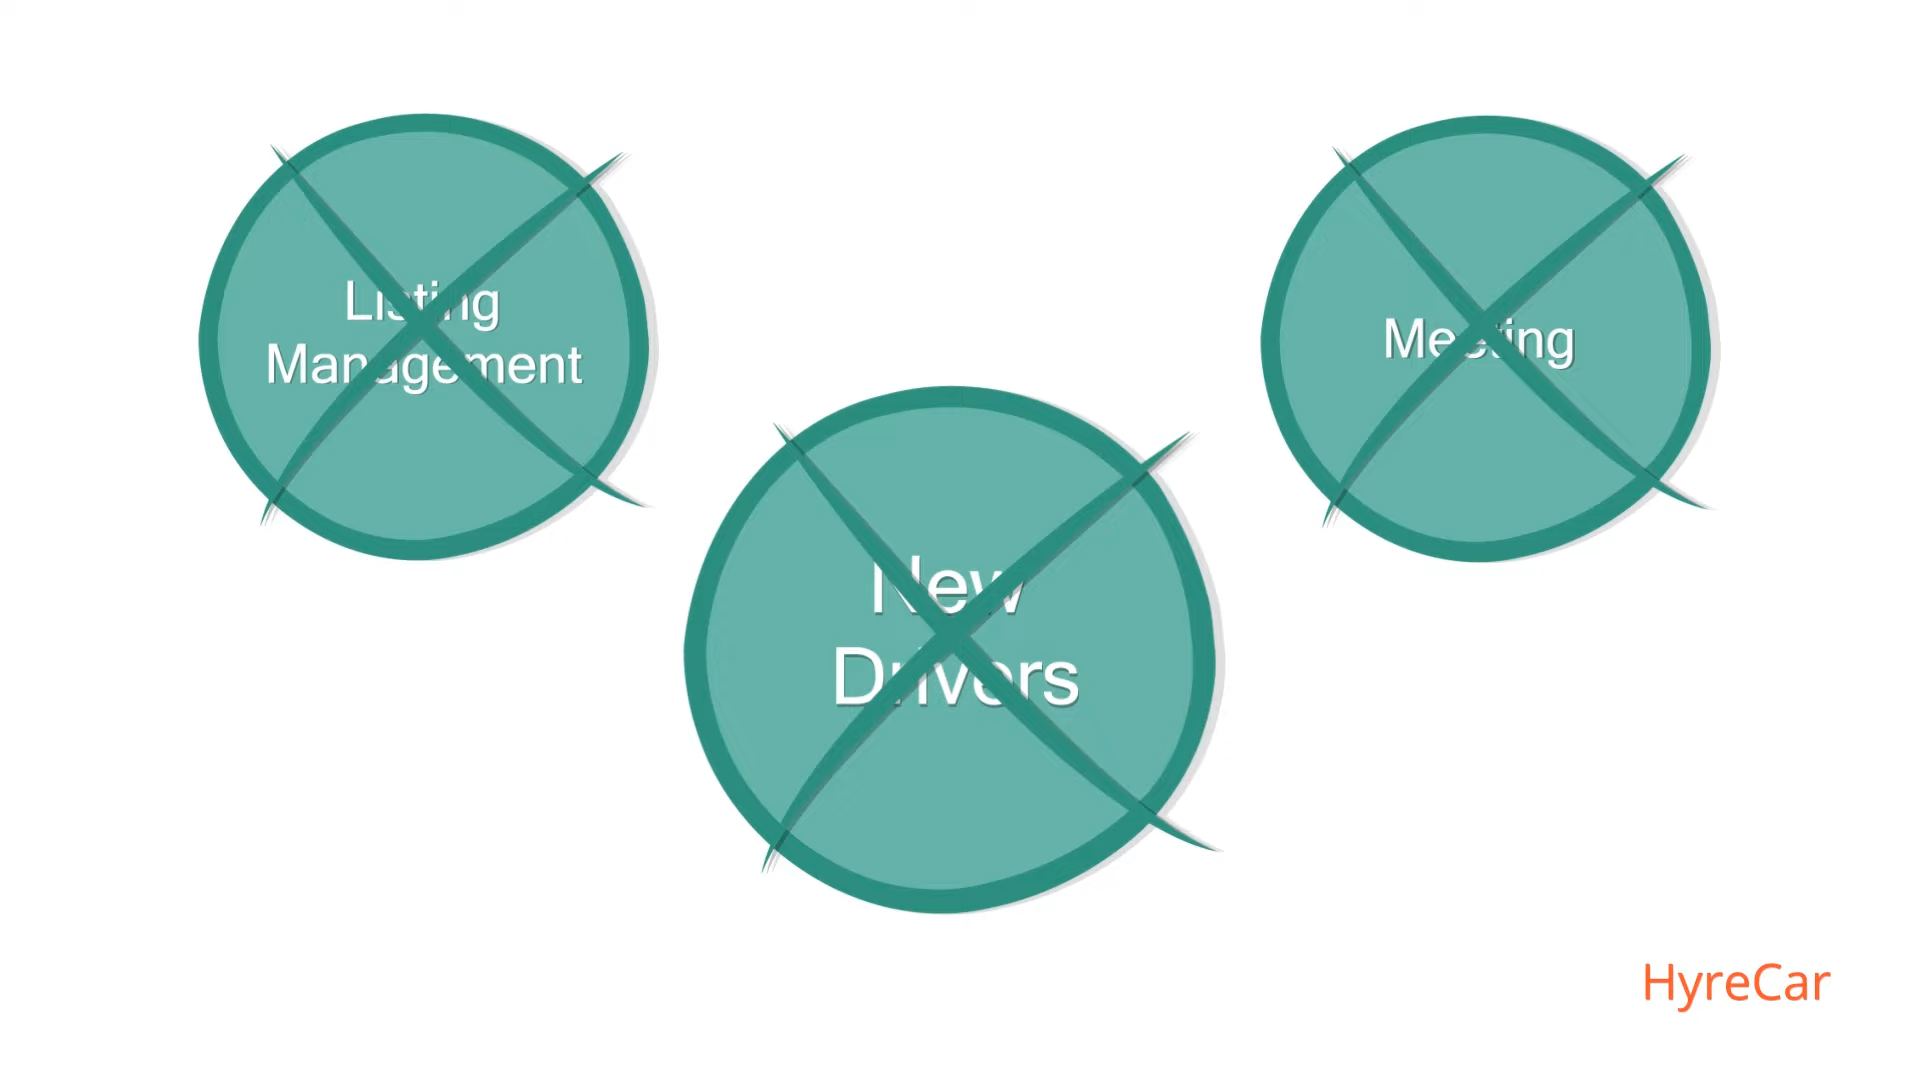 Listing
Management
Meeting
New
Drivers
HyreCar